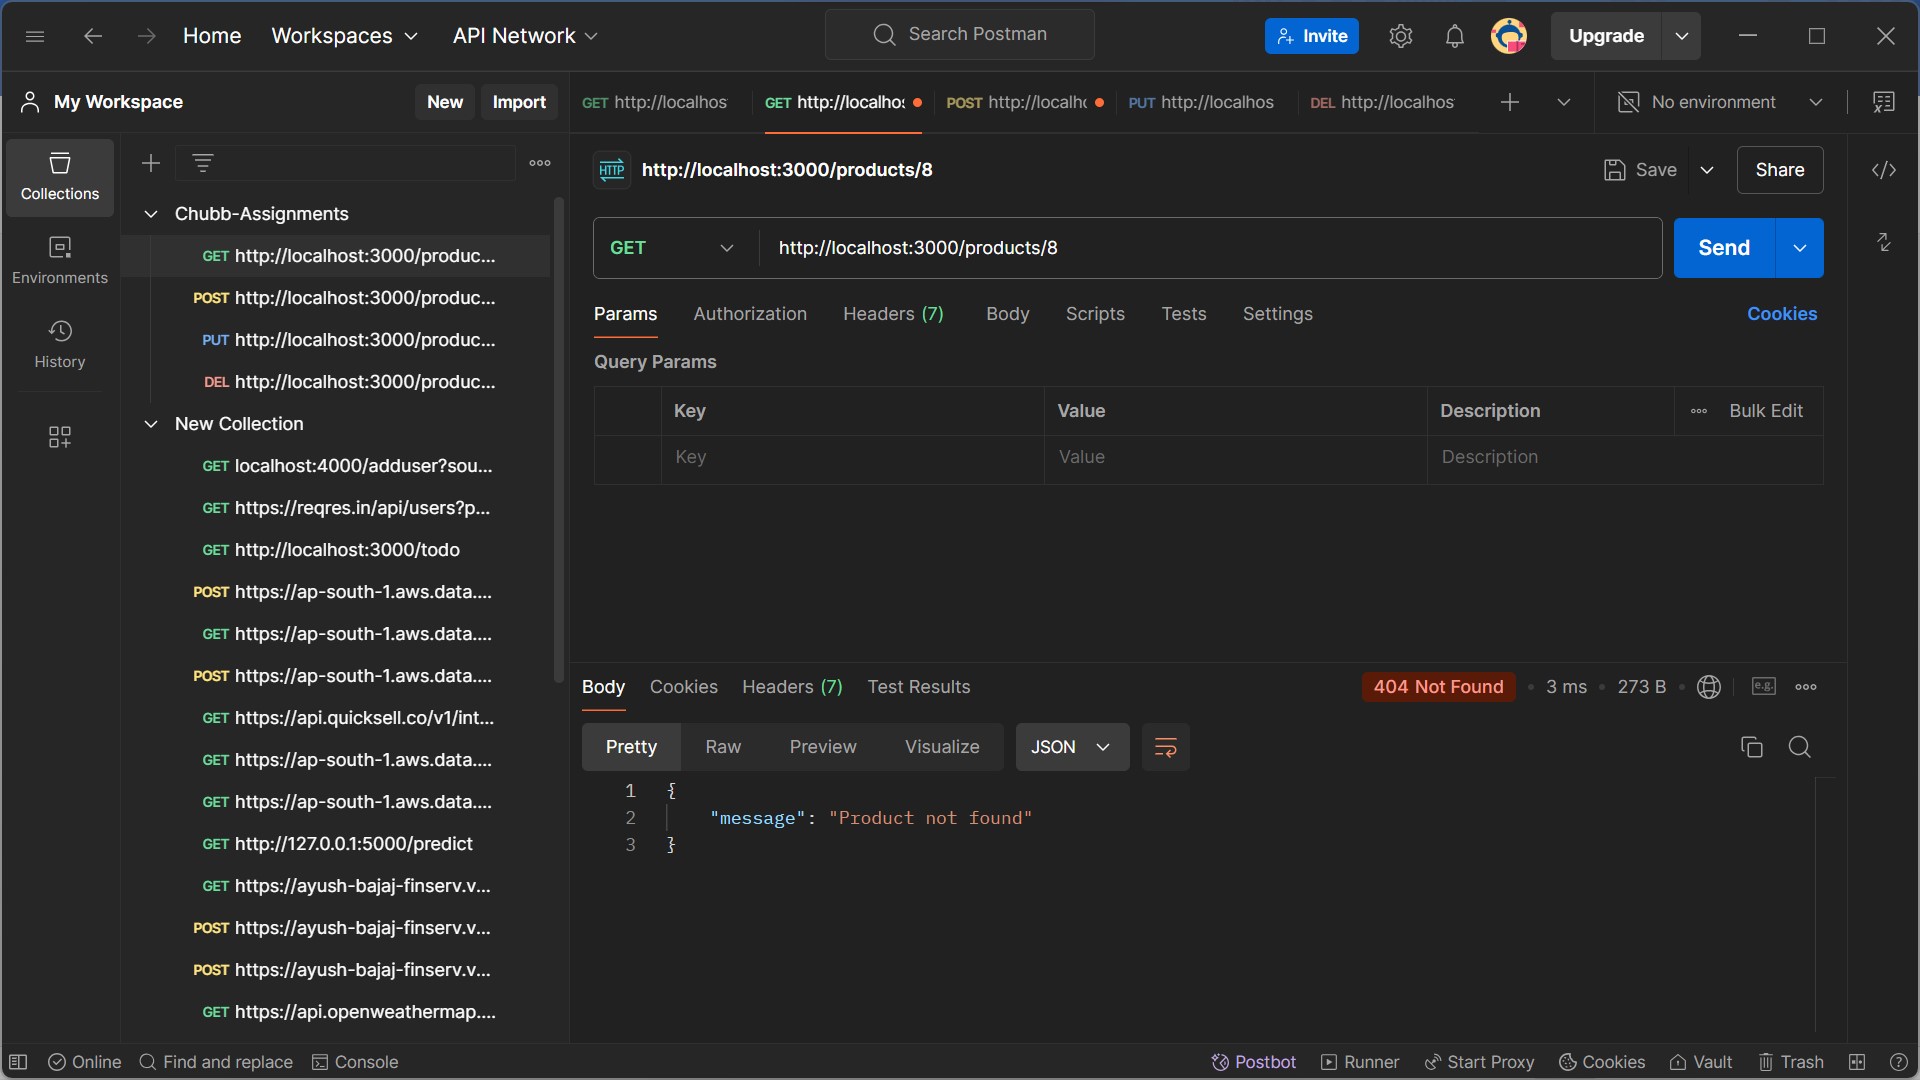 Home
Workspaces
API Network
Search Postman
Invite
Upgrade
My Workspace
New
Import
GET http://localhos
GET http://localhos
POST http://localho
PUT http://localhos
DEL http://localhos
No environment
Collections
Environments
History
Chubb-Assignments
GET http://localhost:3000/produc...
POST http://localhost:3000/produc...
PUT http://localhost:3000/produc...
DEL http://localhost:3000/produc...
New Collection
GET localhost:4000/adduser?sou...
GET https://reqres.in/api/users?p...
GET http://localhost:3000/todo
POST https://ap-south-1.aws.data....
GET https://ap-south-1.aws.data....
POST https://ap-south-1.aws.data....
GET https://api.quicksell.co/v1/int...
GET https://ap-south-1.aws.data....
GET https://ap-south-1.aws.data....
GET http://127.0.0.1:5000/predict
GET https://ayush-bajaj-finserv.v...
POST https://ayush-bajaj-finserv.v...
POST https://ayush-bajaj-finserv.v...
GET https://api.openweathermap....
HTTP http://localhost:3000/products/8
Save
Share
GET http://localhost:3000/products/8
Send
Params Authorization Headers (7) Body Scripts Tests Settings
Cookies
Query Params
Key Value Description Bulk Edit
Key Value Description
Body Cookies Headers (7) Test Results
404 Not Found 3 ms 273 B e.g.
Pretty Raw Preview Visualize JSON
1 {
2 "message": "Product not found"
3 }
Online Find and replace Console
Postbot Runner Start Proxy Cookies Vault Trash